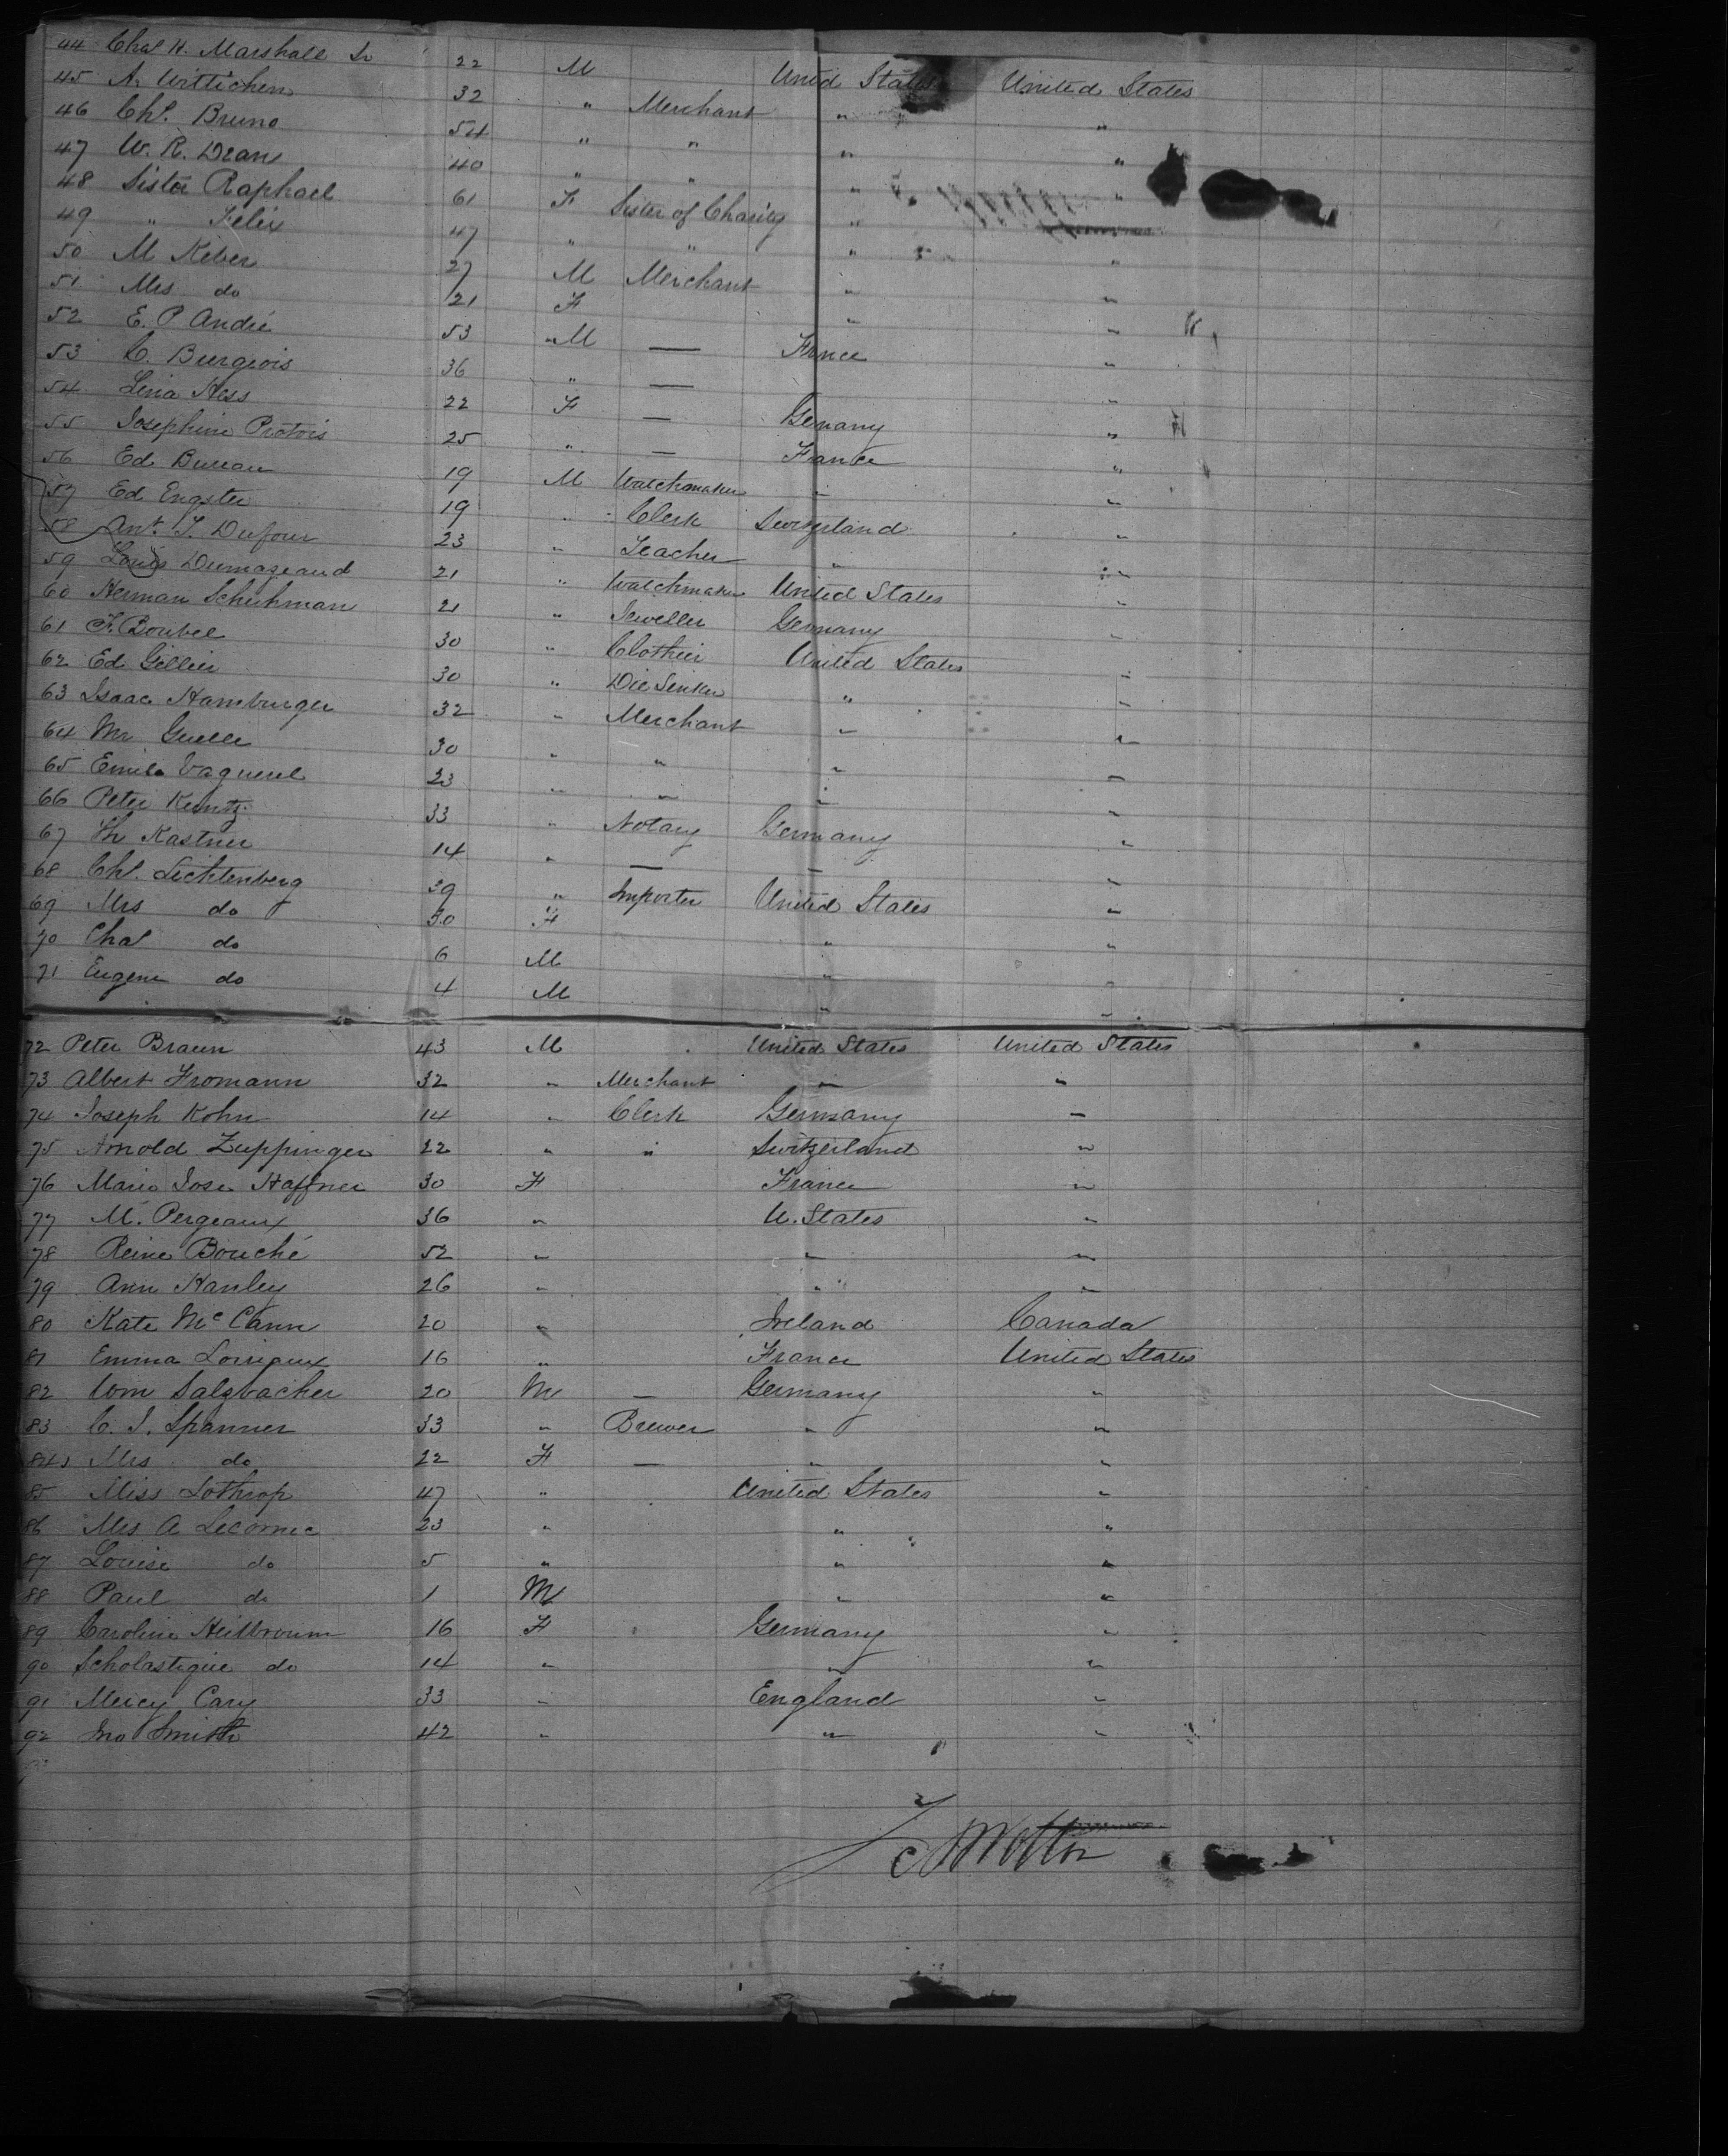 44 Chas H. Marshall Jr 22 M United States United States
45 A. Wittichen 32 " Merchant " "
46 Chs. Bruno 54 " " " "
47 W. R. Dean 40 " " " "
48 Sister Raphael 61 F Sister of Charity " "
49 " Felix 47 " " " "
50 M Keber 27 M Merchant " "
51 Mrs do 21 F " "
52 E. P André 53 M — France "
53 C. Burgeois 36 " — "
54 Lena Hess 22 F — Germany "
55 Josephine Protois 25 " — France "
56 Ed Bureau 19 M Watchmaker " "
57 Ed Engster 19 " Clerk Switzerland "
58 Ant. J. Dufour 23 " Teacher " "
59 Louis Dumazeaud 21 " Watchmaker United States "
60 Herman Schuhman 21 " Jeweller Germany "
61 F. Boubel 30 " Clothier United States "
62 Ed Gillier 30 " Die Sinker " "
63 Isaac Hamburger 32 " Merchant " "
64 Mr Guelle 30 " " " "
65 Emile Vaquerel 23 " " " "
66 Peter Kuntz 33 " Notary Germany "
67 Th Kastner 14 " — " "
68 Chs. Lichtenberg 39 " Importer United States "
69 Mrs do 30 F " "
70 Chas do 6 M " "
71 Eugene do 4 M " "
72 Peter Braun 43 M United States United States
73 Albert Fromann 32 " Merchant " "
74 Joseph Kohn 14 " Clerk Germany "
75 Arnold Zuppinger 22 " " Switzerland "
76 Marie Jose Haffner 30 F France "
77 M. Pergeaux 36 " U. States "
78 Reine Bouché 52 " " "
79 Ann Hanley 26 " " "
80 Kate McCann 20 " Ireland Canada
81 Emma Lorrigaux 16 " France United States
82 Wm Salzbacher 20 M — Germany "
83 C. J. Spanner 33 " Brewer " "
84 Mrs do 22 F — " "
85 Miss Lothrop 47 " United States "
86 Mrs A Lecornie 23 " " "
87 Louise do 5 " " "
88 Paul do 1 M " "
89 Caroline Heilbronn 16 F Germany "
90 Scholastique do 14 " " "
91 Mercy Cary 33 " England "
92 Jno Smith 42 " " "